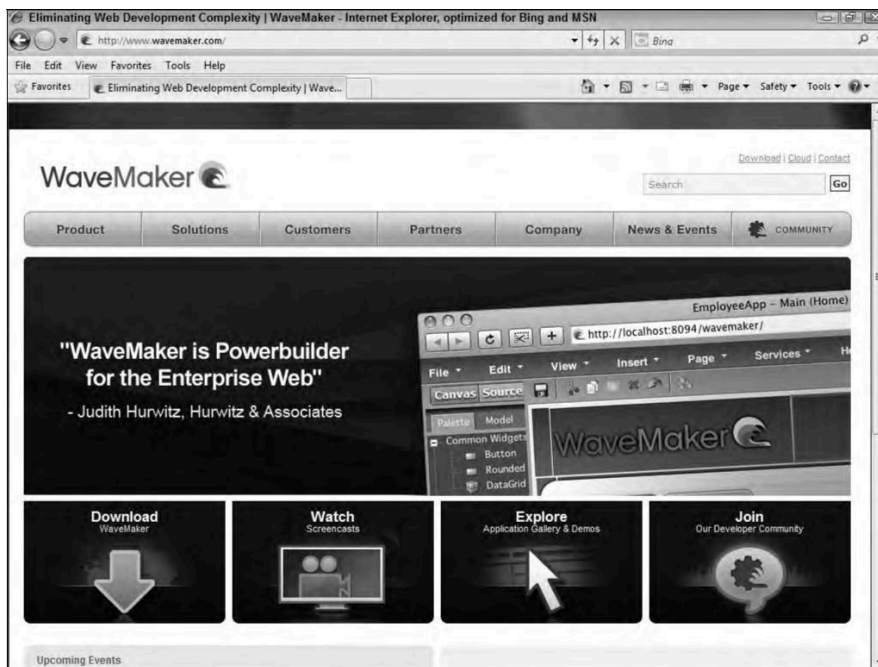 Eliminating Web Development Complexity | WaveMaker - Internet Explorer, optimized for Bing and MSN
http://www.wavemaker.com/
Bing
File Edit View Favorites Tools Help
Favorites
Eliminating Web Development Complexity | Wave...
Page Safety Tools
WaveMaker
Download | Cloud | Contact
Search
Go
Product Solutions Customers Partners Company News & Events COMMUNITY
"WaveMaker is Powerbuilder
for the Enterprise Web"
- Judith Hurwitz, Hurwitz & Associates
EmployeeApp - Main (Home)
http://localhost:8094/wavemaker/
File Edit View Insert Page Services
Canvas Source
Palette Model
Common Widgets
Button
Rounded
DataGrid
WaveMaker
Download
WaveMaker
Watch
Screencasts
Explore
Application Gallery & Demos
Join
Our Developer Community
Upcoming Events